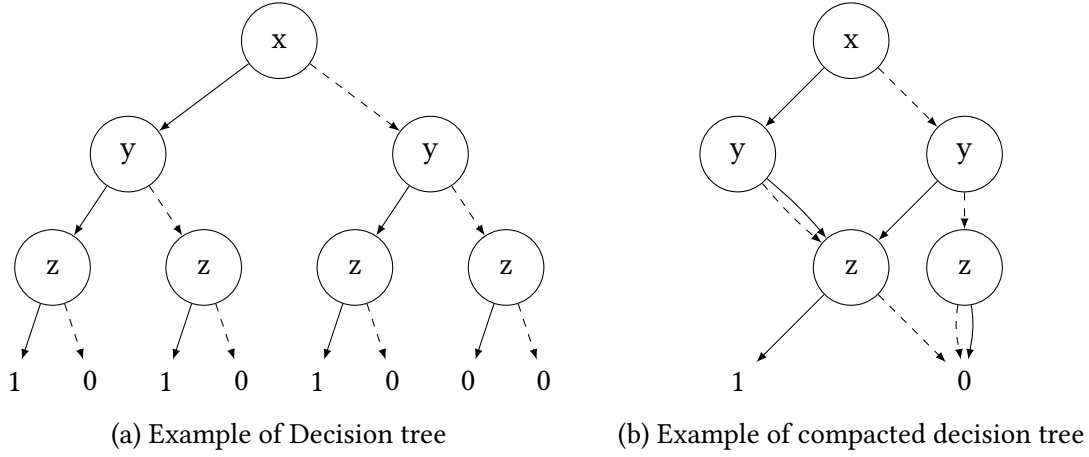 x
x
y
y
y
y
z
z
z
z
z
z
1
0
1
0
1
0
0
0
1
0
(a) Example of Decision tree
(b) Example of compacted decision tree